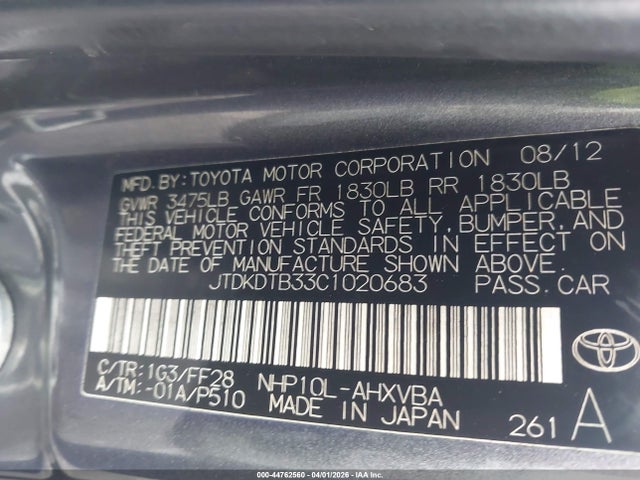 MFD.BY:TOYOTA MOTOR CORPORATION 08/12
GVWR 3475LB GAWR FR 1830LB RR 1830LB
THIS VEHICLE CONFORMS TO ALL APPLICABLE
FEDERAL MOTOR VEHICLE SAFETY, BUMPER, AND
THEFT PREVENTION STANDARDS IN EFFECT ON
THE DATE OF MANUFACTURE SHOWN ABOVE.
JTDKDTB33C1020683 PASS.CAR
C/TR:1G3/FF28 NHP10L-AHXVBA
A/TM:-01A/P510 MADE IN JAPAN 261 A
TOYOTA
000-44762560 - 04/01/2026 - IAA, Inc.